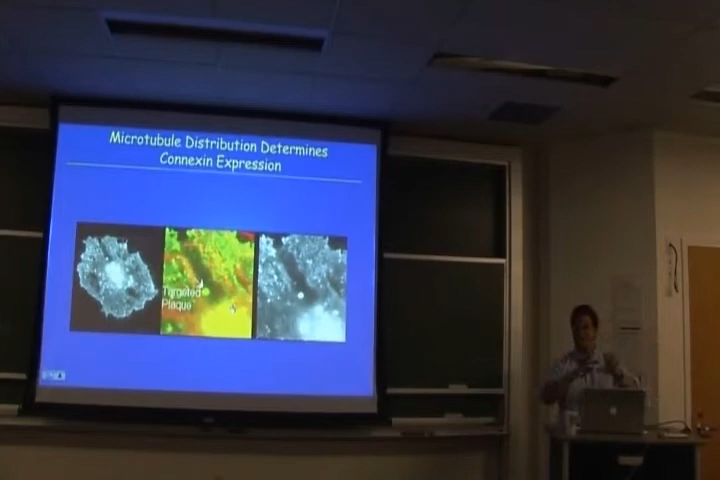 Microtubule Distribution Determines
Connexin Expression
Targeted
Plaque